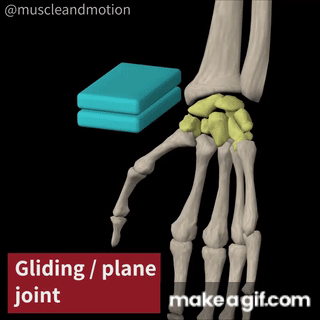 @muscleandmotion
Gliding / plane
joint
makeagif.com